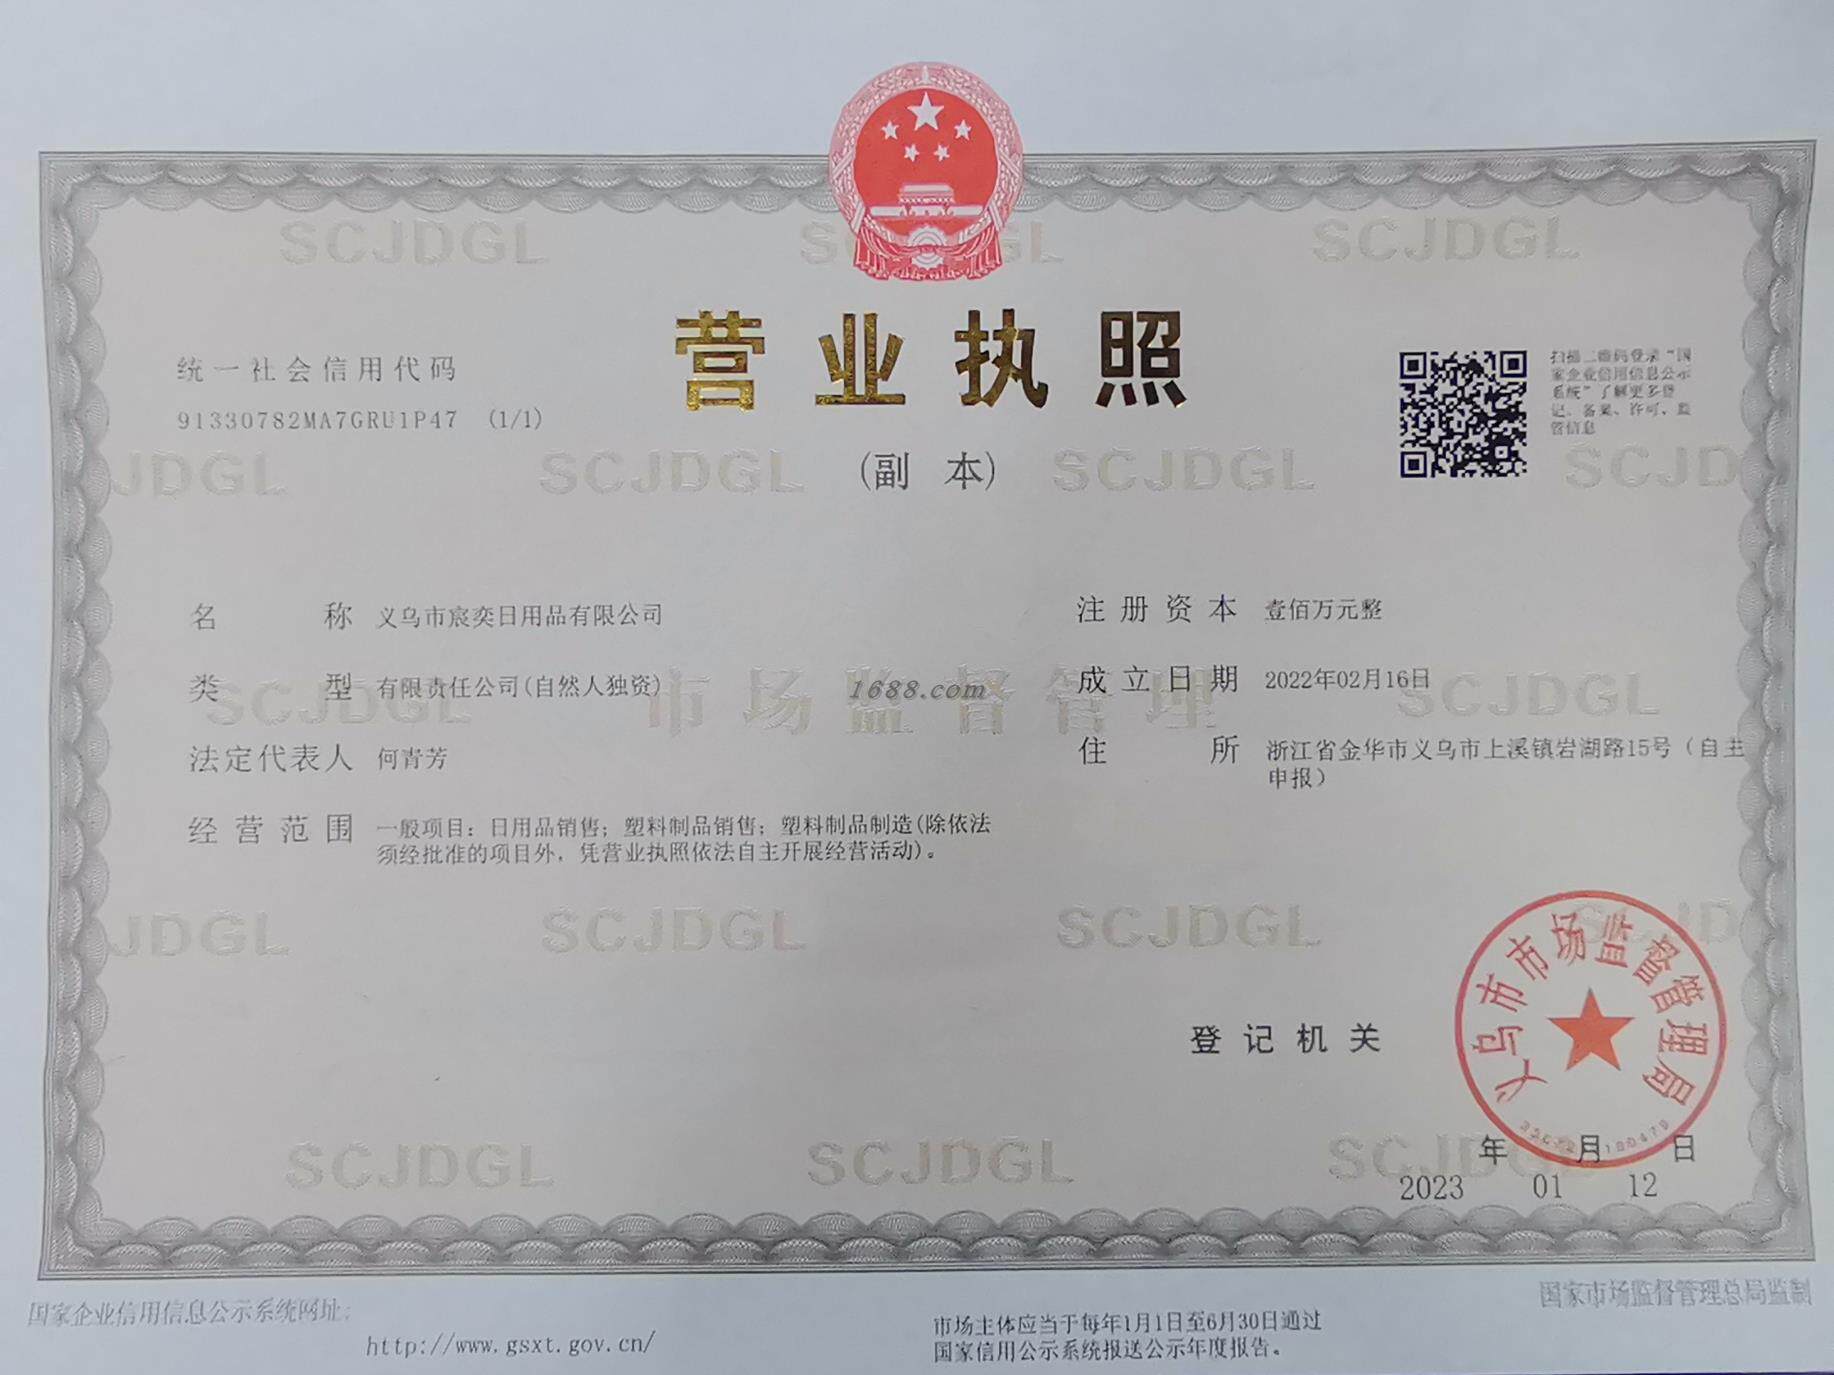 SCJDGL
SCJDGL
营业执照
(副 本)
统一社会信用代码
91330782MA7GRU1P47 (1/1)
扫描二维码登录“国
家企业信用信息公示
系统”了解更多登
记、备案、许可、监
管信息
JDGL
SCJDGL
SCJDGL
SCJD
名 称 义乌市宸奕日用品有限公司
类 型 有限责任公司(自然人独资)
法定代表人 何青芳
经营范围 一般项目：日用品销售；塑料制品销售；塑料制品制造(除依法
须经批准的项目外，凭营业执照依法自主开展经营活动)。
注册资本 壹佰万元整
成立日期 2022年02月16日
住 所 浙江省金华市义乌市上溪镇岩湖路15号（自主
申报）
SCJDGL
市场监督管理
1688.com
SCJDGL
JDGL
SCJDGL
SCJDGL
SCJD
登记机关
义乌市市场监督管理局
年 月 日
2023 01 12
SCJDGL
SCJDGL
SCJDGL
国家企业信用信息公示系统网址：
http://www.gsxt.gov.cn/
市场主体应当于每年1月1日至6月30日通过
国家信用公示系统报送公示年度报告。
国家市场监督管理总局监制